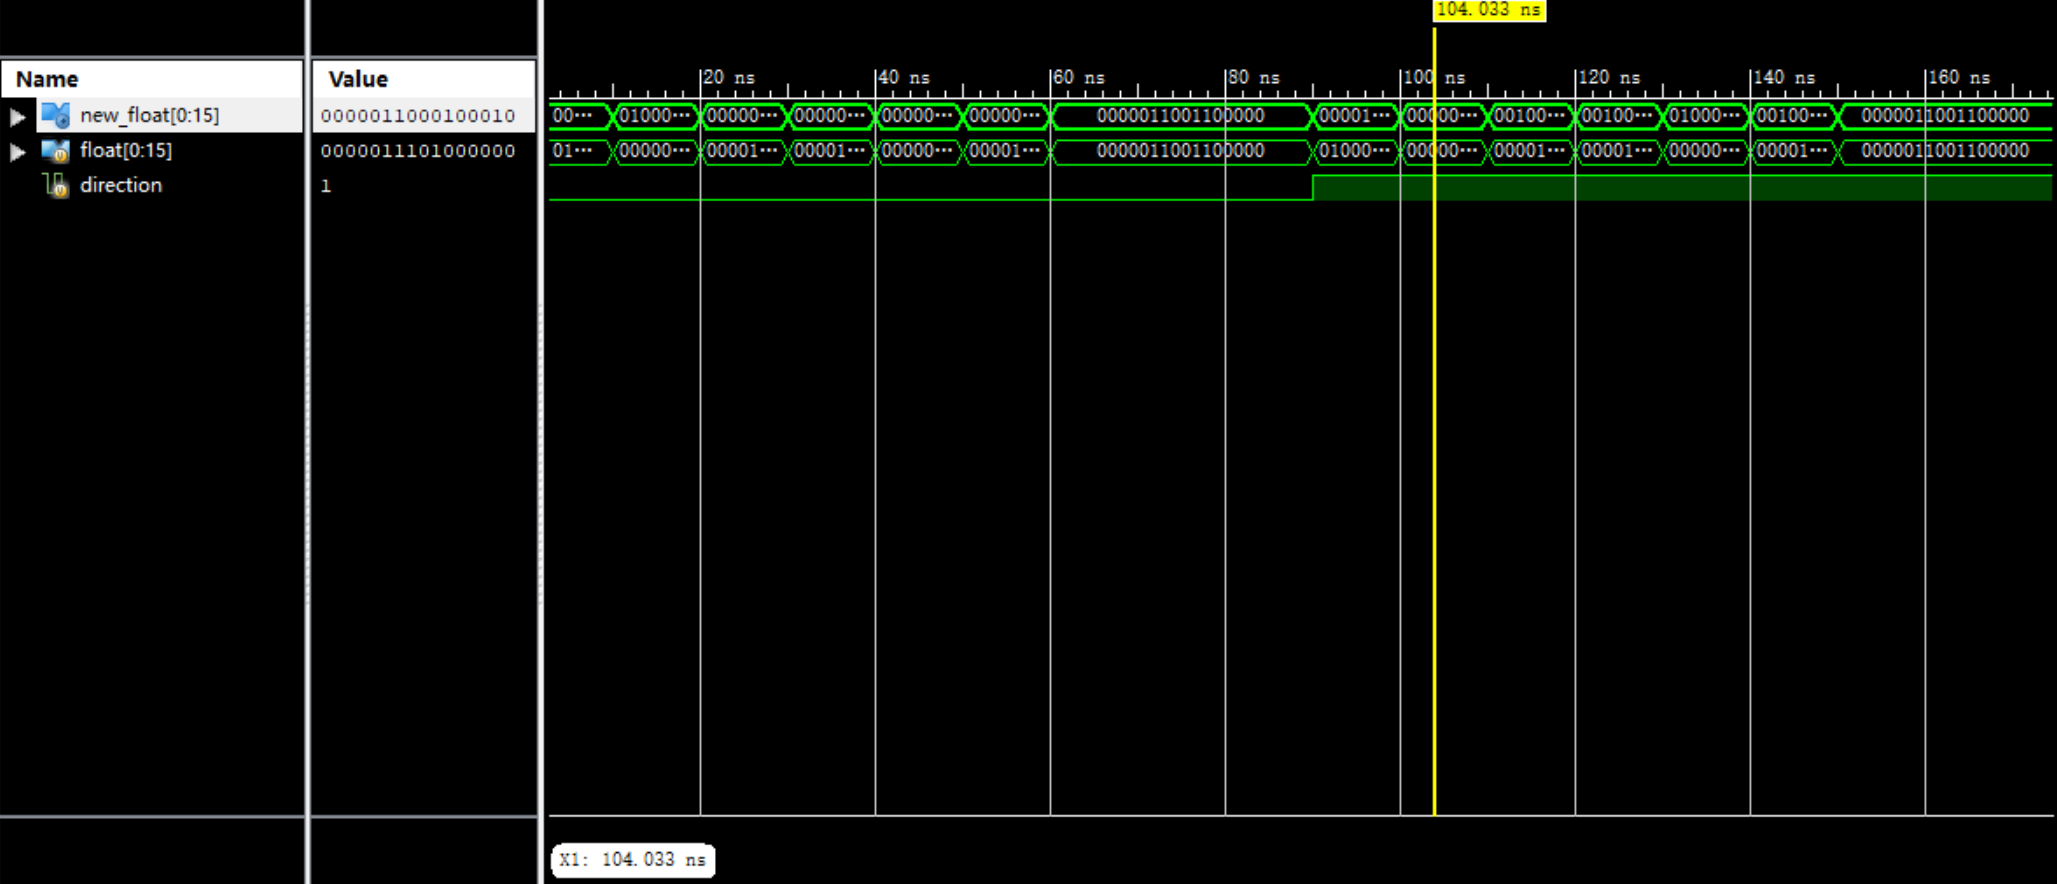 104.033 ns
Name Value 20 ns 40 ns 60 ns 80 ns 100 ns 120 ns 140 ns 160 ns
new_float[0:15] 0000011000100010 00··· 01000··· 00000··· 00000··· 00000··· 00000··· 0000011001100000 00001··· 00000··· 00100··· 00100··· 01000··· 00100··· 0000011001100000
float[0:15] 0000011101000000 01··· 00000··· 00001··· 00001··· 00000··· 00001··· 0000011001100000 01000··· 00000··· 00001··· 00001··· 00000··· 00001··· 0000011001100000
direction 1
X1: 104.033 ns